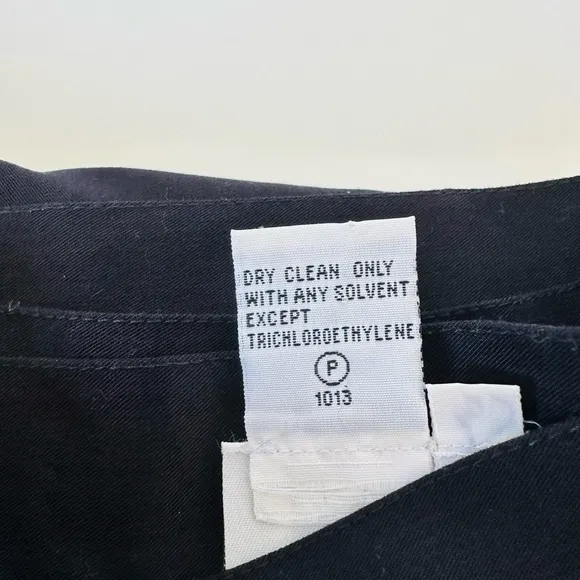 DRY CLEAN ONLY
WITH ANY SOLVENT
EXCEPT
TRICHLOROETHYLENE
P
1013